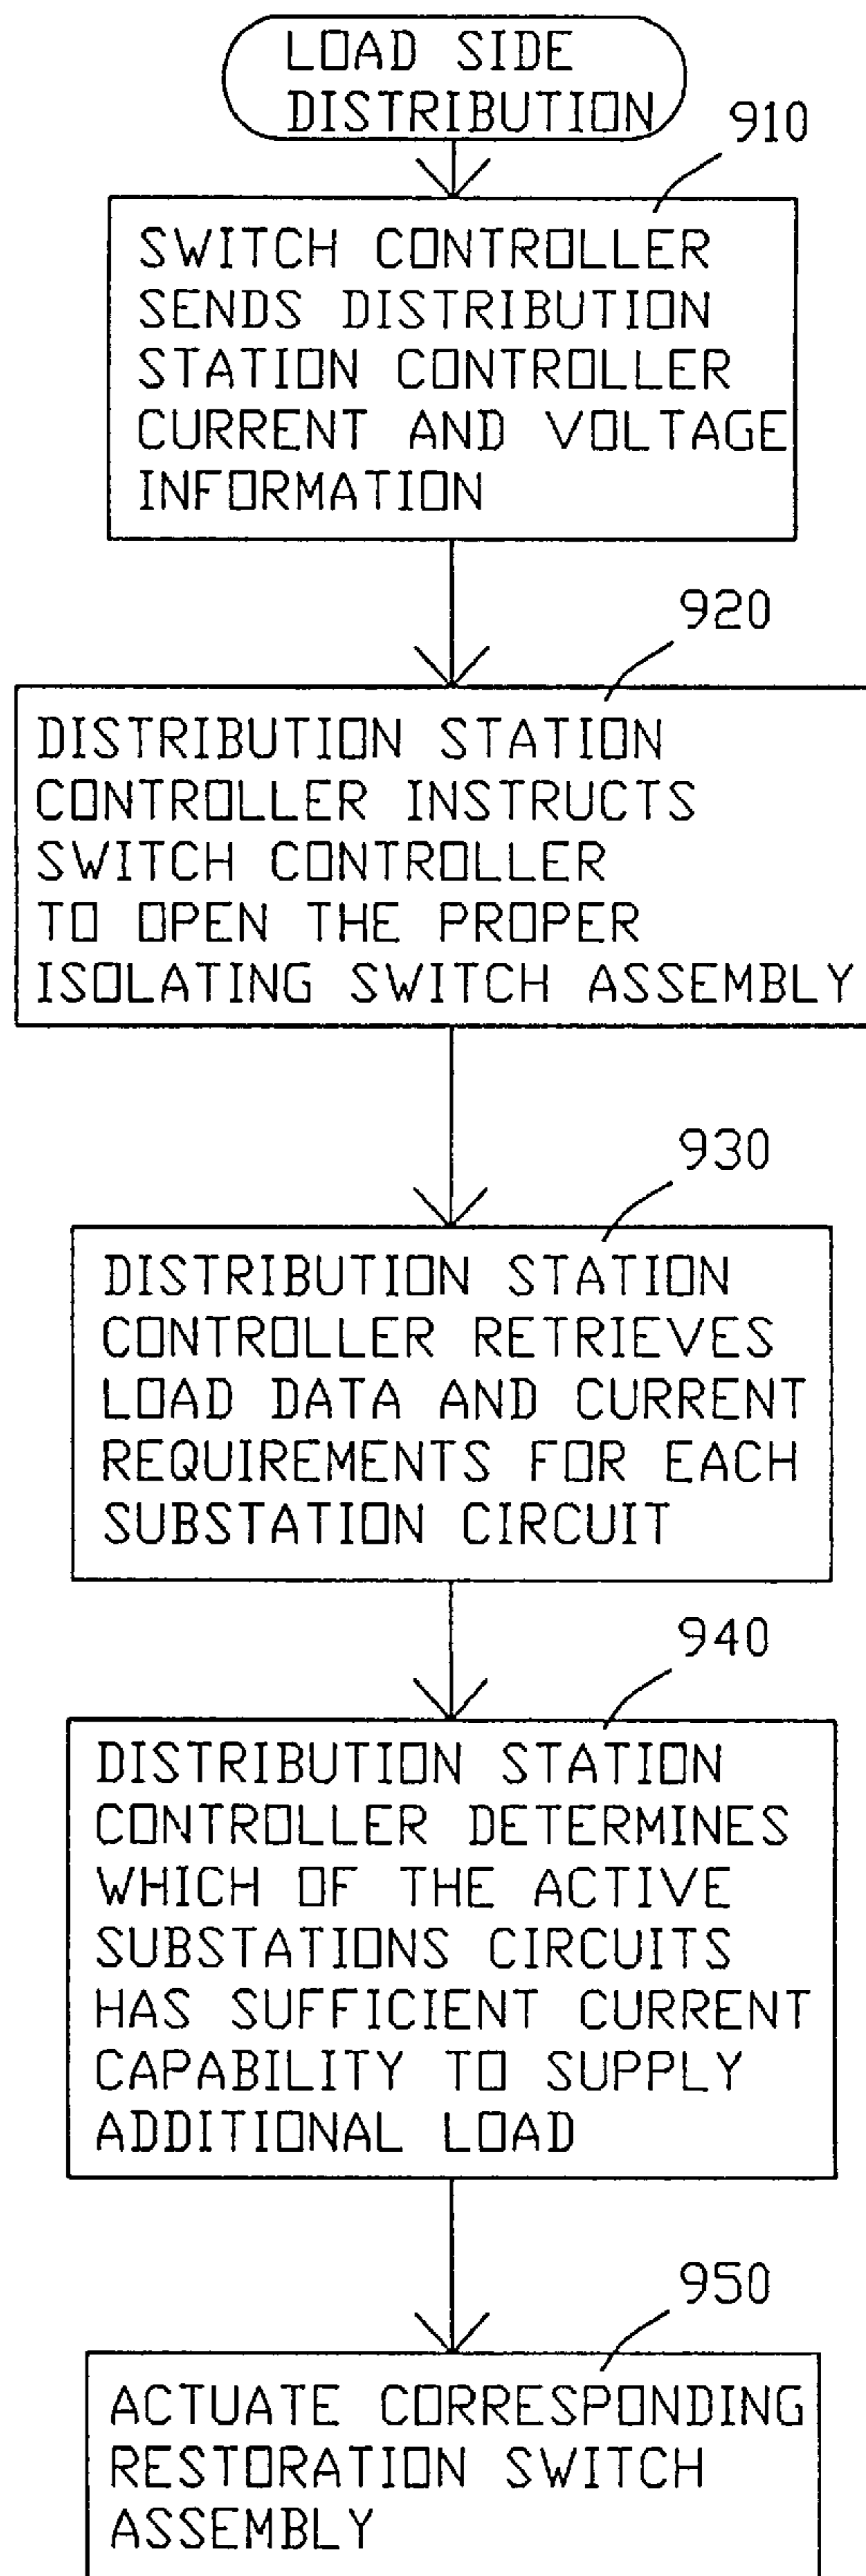 LOAD SIDE
DISTRIBUTION
910
SWITCH CONTROLLER
SENDS DISTRIBUTION
STATION CONTROLLER
CURRENT AND VOLTAGE
INFORMATION
920
DISTRIBUTION STATION
CONTROLLER INSTRUCTS
SWITCH CONTROLLER
TO OPEN THE PROPER
ISOLATING SWITCH ASSEMBLY
930
DISTRIBUTION STATION
CONTROLLER RETRIEVES
LOAD DATA AND CURRENT
REQUIREMENTS FOR EACH
SUBSTATION CIRCUIT
940
DISTRIBUTION STATION
CONTROLLER DETERMINES
WHICH OF THE ACTIVE
SUBSTATIONS CIRCUITS
HAS SUFFICIENT CURRENT
CAPABILITY TO SUPPLY
ADDITIONAL LOAD
950
ACTUATE CORRESPONDING
RESTORATION SWITCH
ASSEMBLY